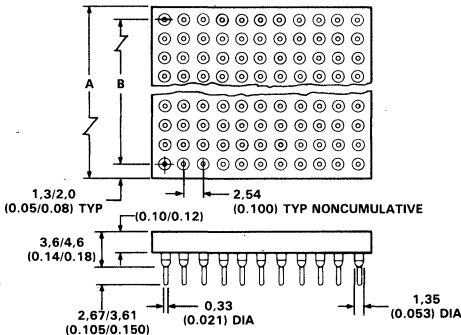 A
B
1,3/2,0
(0.05/0.08) TYP
2,54
(0.100) TYP NONCUMULATIVE
(0.10/0.12)
3,6/4,6
(0.14/0.18)
2,67/3,61
(0.105/0.150)
0,33
(0.021) DIA
1,35
(0.053) DIA